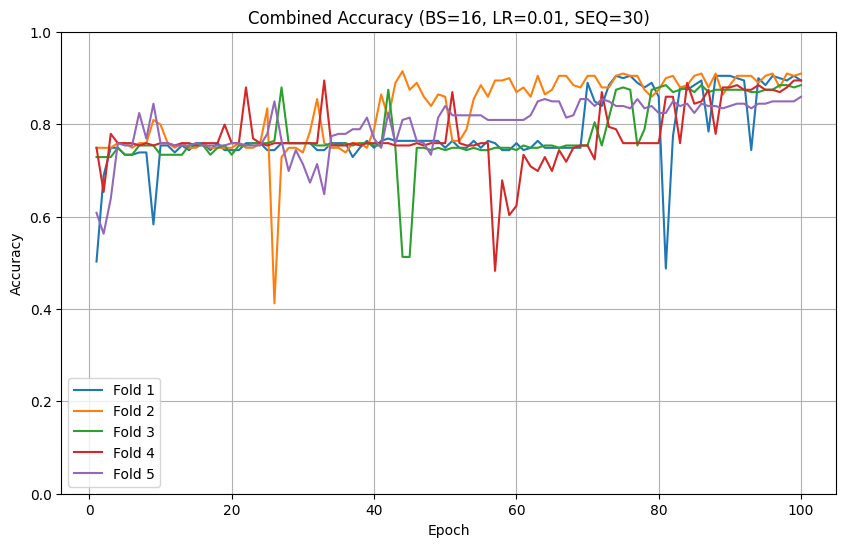 Combined Accuracy (BS=16, LR=0.01, SEQ=30)
1.0
0.8
0.6
0.4
0.2
0.0
Accuracy
Fold 1
Fold 2
Fold 3
Fold 4
Fold 5
0 20 40 60 80 100
Epoch